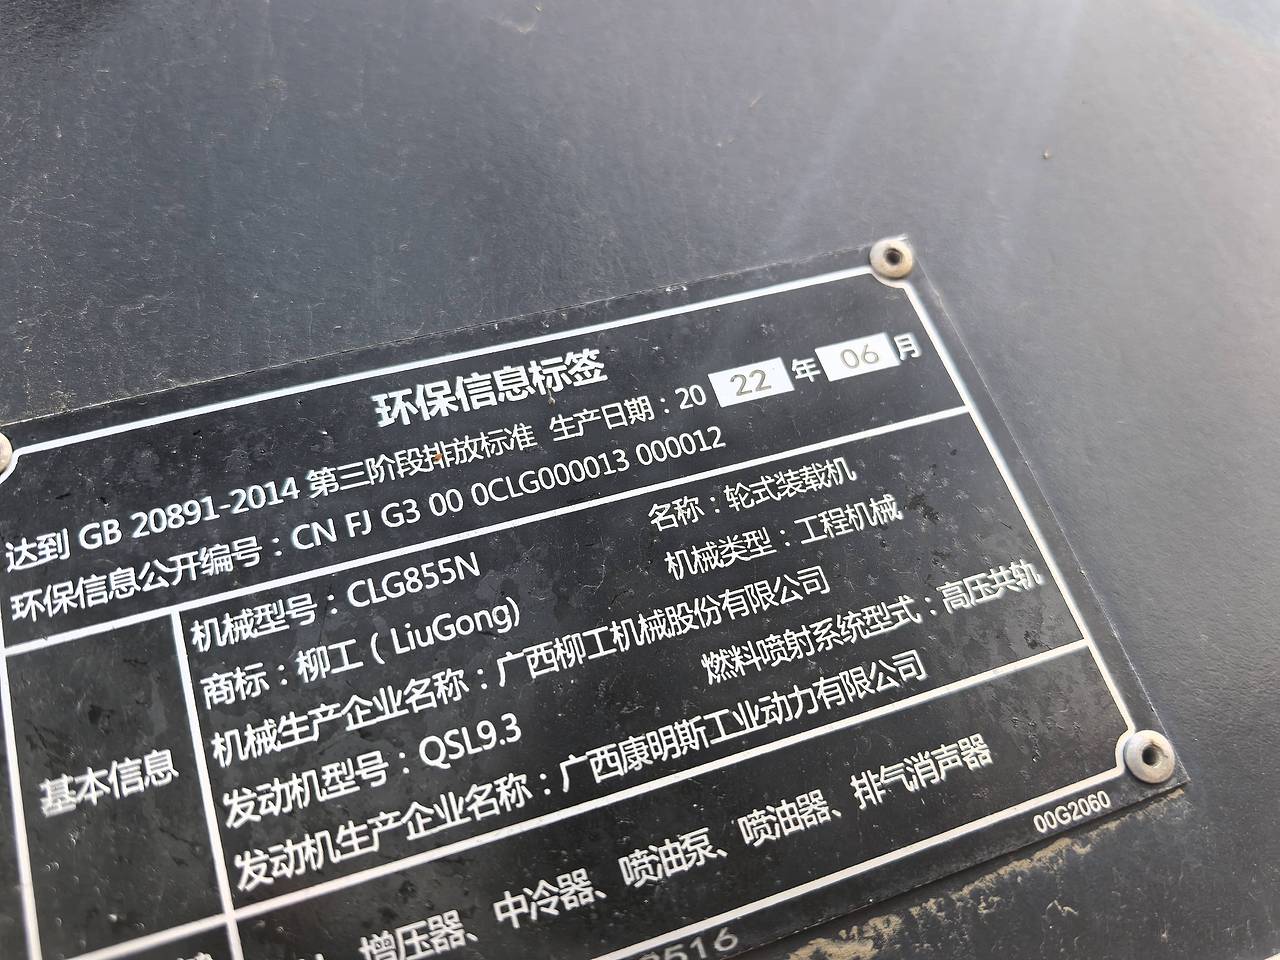 环保信息标签
达到 GB 20891-2014 第三阶段排放标准 生产日期：20 22 年 06 月
环保信息公开编号：CN FJ G3 00 0CLG000013 000012
基本信息
机械型号：CLG855N 名称：轮式装载机
商标：柳工（LiuGong） 机械类型：工程机械
机械生产企业名称：广西柳工机械股份有限公司
发动机型号：QSL9.3 燃料喷射系统型式：高压共轨
发动机生产企业名称：广西康明斯工业动力有限公司
增压器、中冷器、喷油泵、喷油器、排气消声器
00G2060